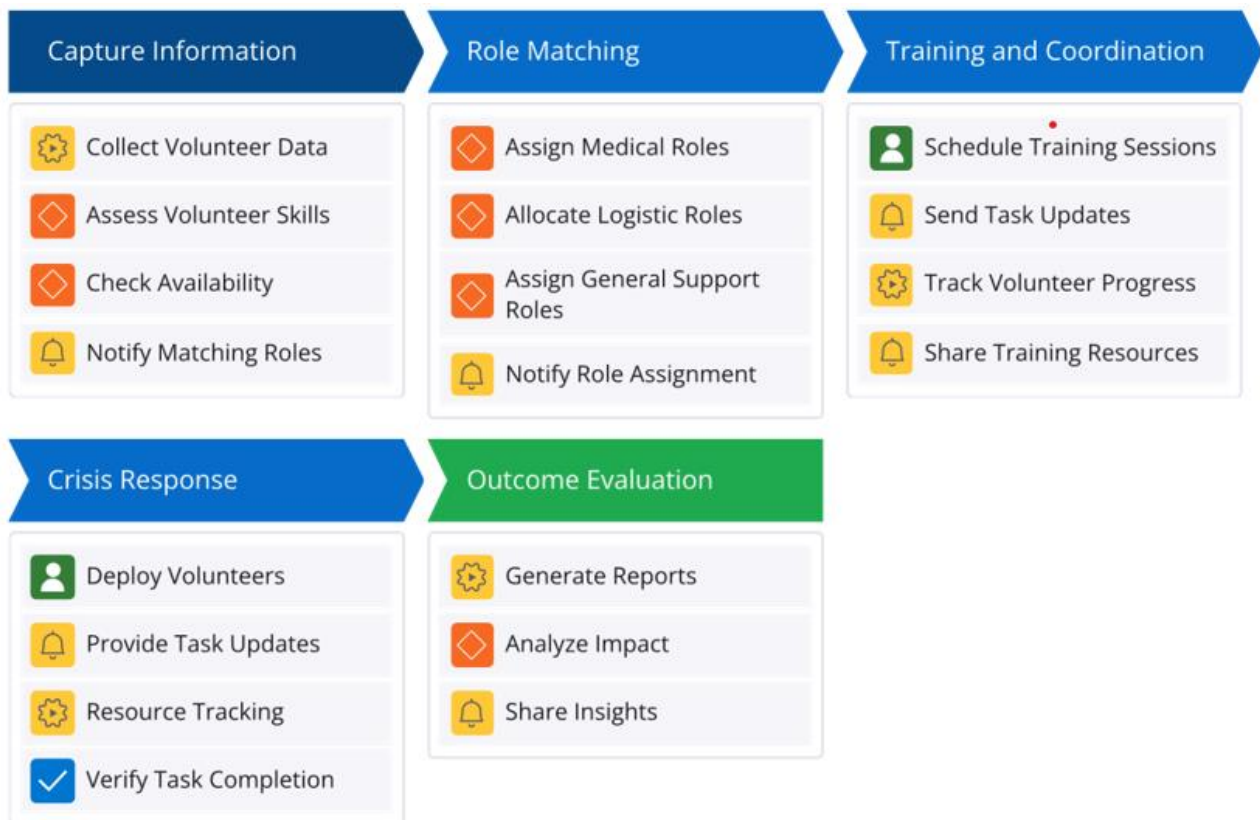 Capture Information
Collect Volunteer Data
Assess Volunteer Skills
Check Availability
Notify Matching Roles
Role Matching
Assign Medical Roles
Allocate Logistic Roles
Assign General Support
Roles
Notify Role Assignment
Training and Coordination
Schedule Training Sessions
Send Task Updates
Track Volunteer Progress
Share Training Resources
Crisis Response
Deploy Volunteers
Provide Task Updates
Resource Tracking
Verify Task Completion
Outcome Evaluation
Generate Reports
Analyze Impact
Share Insights